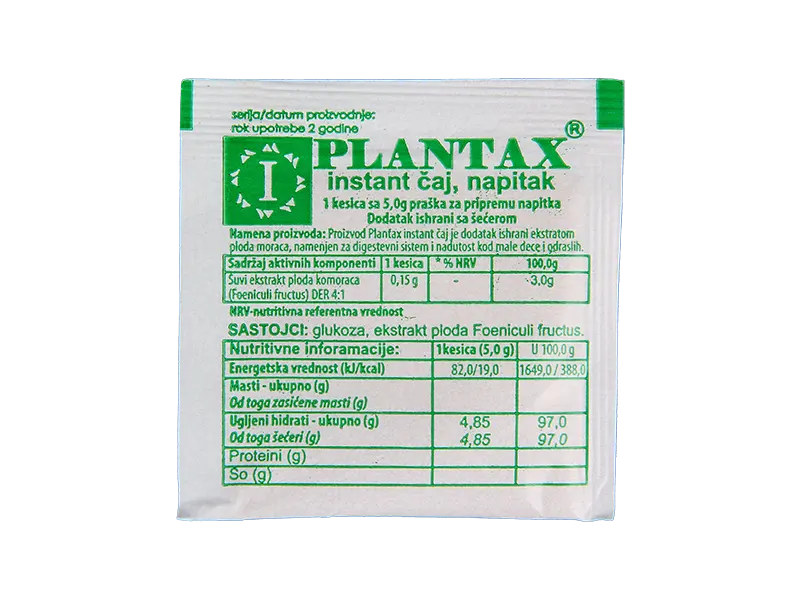 serija/datum proizvodnje:
rok upotrebe 2 godine
I PLANTAX®
instant čaj, napitak
1 kesica sa 5,0g praška za pripremu napitka
Dodatak ishrani sa šećerom
Namena proizvoda: Proizvod Plantax instant čaj je dodatak ishrani ekstratom
ploda moraca, namenjen za digestevni sistem i nadutost kod male dece i odraslih.
Sadržaj aktivnih komponenti 1 kesica * % NRV 100,0g
Suvi ekstrakt ploda komoraca 0,15 g - 3,0g
(Foeniculi fructus) DER 4:1
NRV-nutritivna referentna vrednost
SASTOJCI: glukoza, ekstrakt ploda Foeniculi fructus.
Nutritivne inforamacije: 1kesica (5,0 g) U 100,0 g
Energetska vrednost (kJ/kcal) 82,0/19,0 1649,0 / 388,0
Masti - ukupno (g)
Od toga zasićene masti (g)
Ugljeni hidrati - ukupno (g) 4,85 97,0
Od toga šećeri (g) 4,85 97,0
Proteini (g)
So (g)